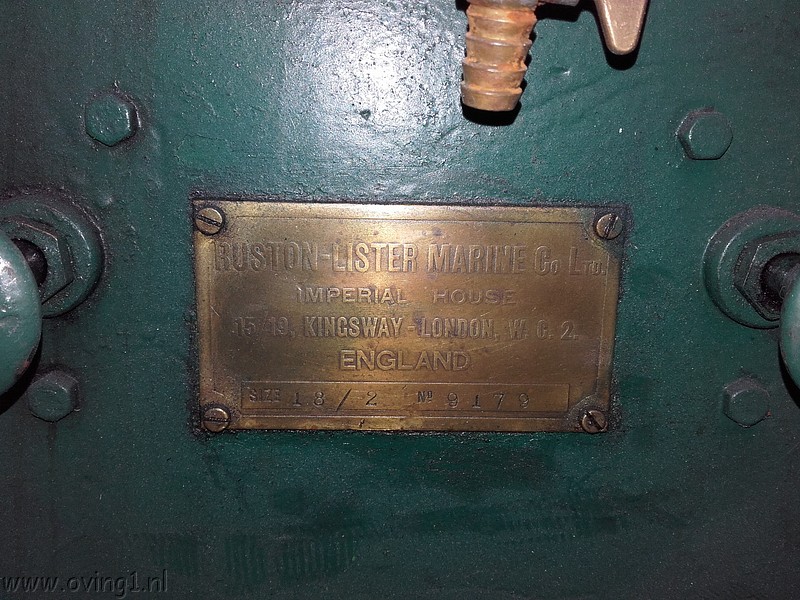 RUSTON-LISTER MARINE Co LTD.
IMPERIAL HOUSE
15/19, KINGSWAY - LONDON, W. C. 2.
ENGLAND
SIZE 18/2 No 9179
www.oving1.nl